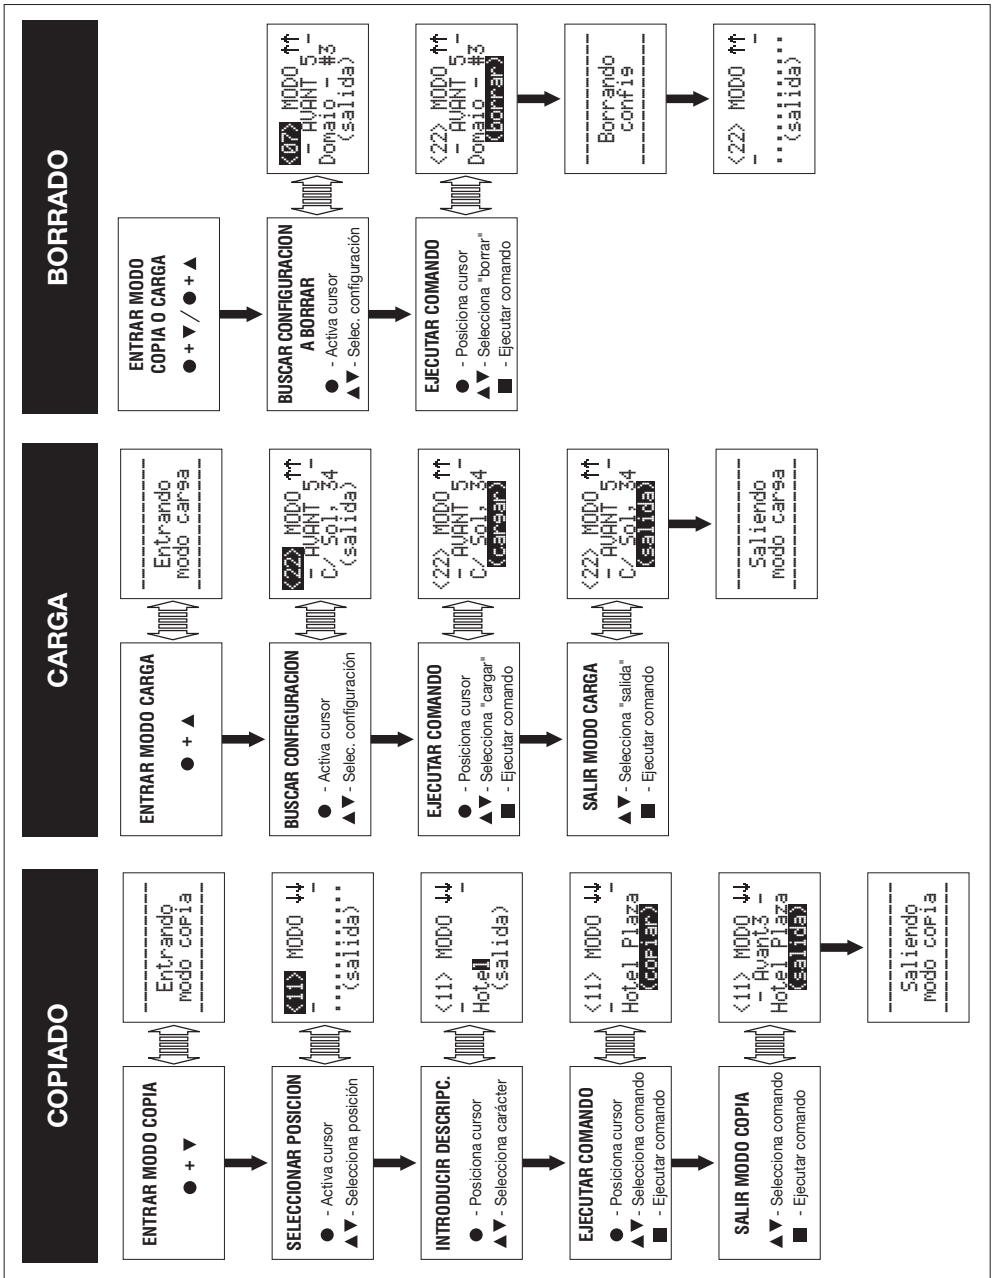 COPIADO
ENTRAR MODO COPIA
● + ▼
Entrando
modo copia
SELECCIONAR POSICION
● - Activa cursor
▲▼- Selecciona posición
<11> MODO ↓↓
- -
(salida)
INTRODUCIR DESCRIPC.
● - Posiciona cursor
▲▼- Selecciona carácter
<11> MODO ↓↓
- -
Hotel
(salida)
EJECUTAR COMANDO
● - Posiciona cursor
▲▼- Selecciona comando
■ - Ejecutar comando
<11> MODO ↓↓
- -
Hotel Plaza
(copiar)
SALIR MODO COPIA
▲▼- Selecciona comando
■ - Ejecutar comando
<11> MODO ↓↓
- Avant3 -
Hotel Plaza
(salida)
Saliendo
modo copia
CARGA
ENTRAR MODO CARGA
● + ▲
Entrando
modo carga
BUSCAR CONFIGURACION
● - Activa cursor
▲▼- Selec. configuración
<22> MODO ↑↑
- AVANT 5 -
C/ Sol, 34
(salida)
EJECUTAR COMANDO
● - Posiciona cursor
▲▼- Selecciona "cargar"
■ - Ejecutar comando
<22> MODO ↑↑
- AVANT 5 -
C/ Sol, 34
(cargar)
SALIR MODO CARGA
▲▼- Selecciona "salida"
■ - Ejecutar comando
<22> MODO ↑↑
- AVANT 5 -
C/ Sol, 34
(salida)
Saliendo
modo carga
BORRADO
ENTRAR MODO
COPIA O CARGA
● + ▼ / ● + ▲
BUSCAR CONFIGURACION
A BORRAR
● - Activa cursor
▲▼- Selec. configuración
<07> MODO ↑↑
- AVANT 5 -
Domaio - #3
(salida)
EJECUTAR COMANDO
● - Posiciona cursor
▲▼- Selecciona "borrar"
■ - Ejecutar comando
<22> MODO ↑↑
- AVANT 5 -
Domaio - #3
(borrar)
Borrando
config
<22> MODO ↑↑
- -
(salida)